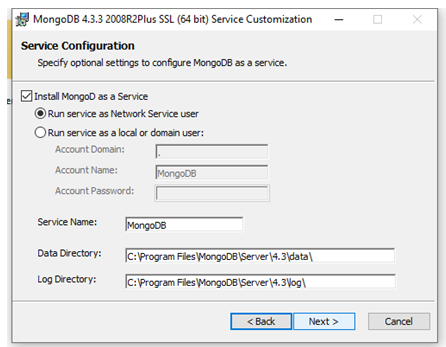 MongoDB 4.3.3 2008R2Plus SSL (64 bit) Service Customization
Service Configuration
Specify optional settings to configure MongoDB as a service.
Install MongoD as a Service
Run service as Network Service user
Run service as a local or domain user:
Account Domain: .
Account Name: MongoDB
Account Password:
Service Name: MongoDB
Data Directory: C:\Program Files\MongoDB\Server\4.3\data\
Log Directory: C:\Program Files\MongoDB\Server\4.3\log\
< Back Next > Cancel